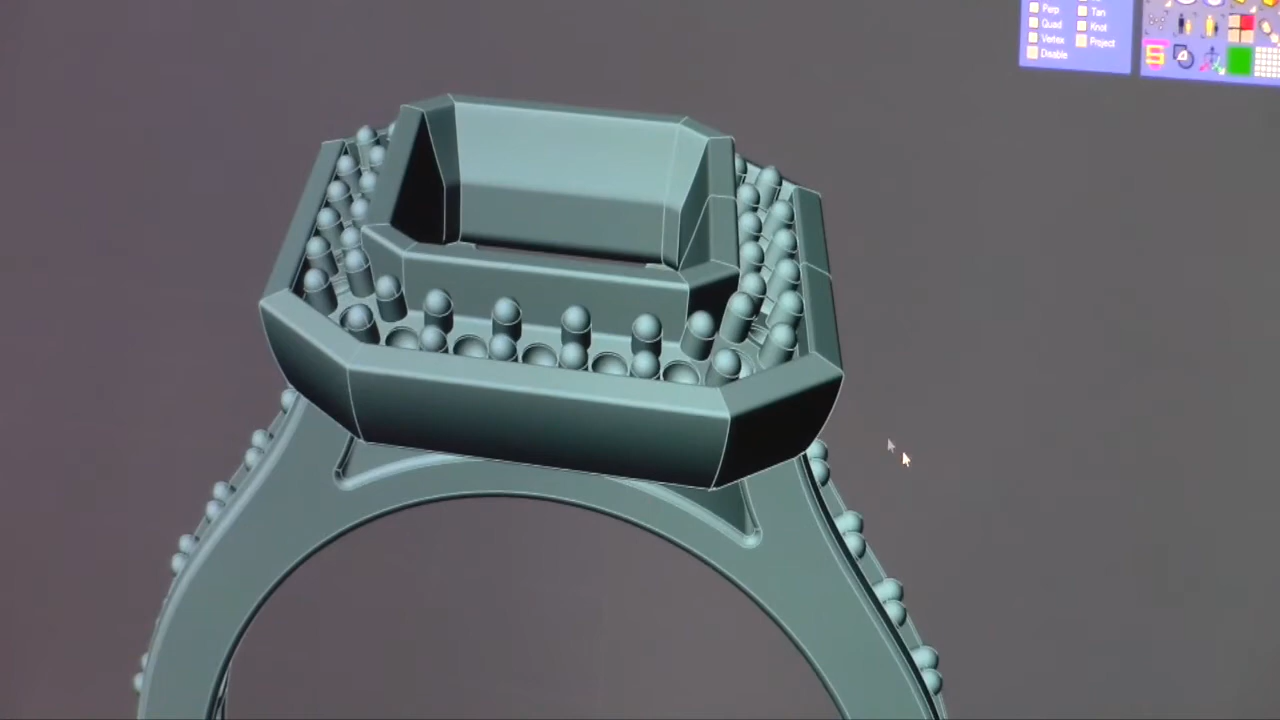 Perp
Tan
Quad
Knot
Vertex
Project
Disable